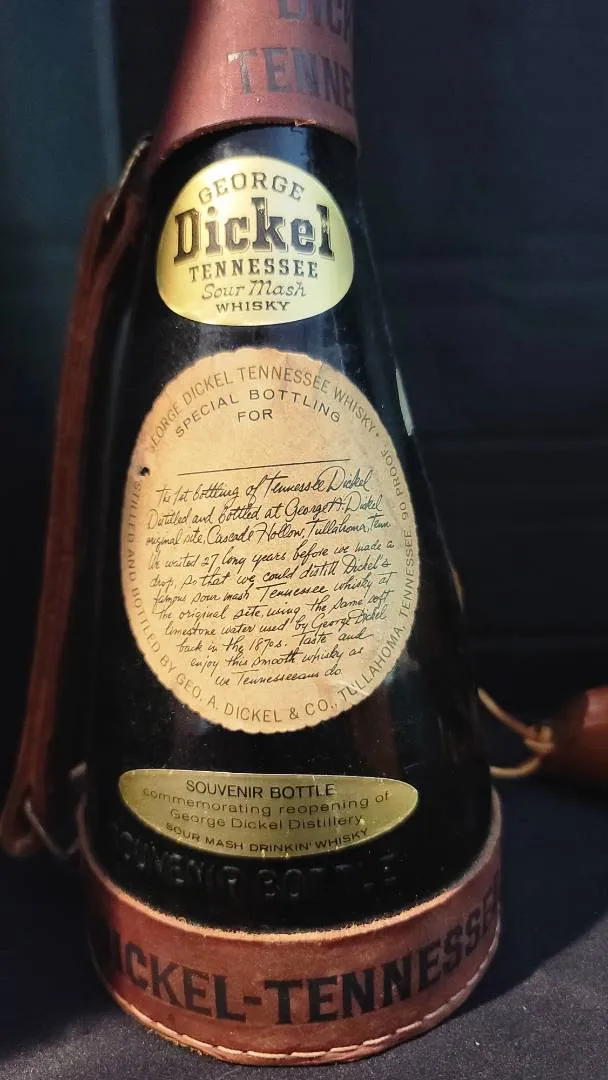 DICK
TENNE
GEORGE
Dickel
TENNESSEE
Sour Mash
WHISKY
GEORGE DICKEL TENNESSEE WHISKY
SPECIAL BOTTLING
FOR
The 1st bottling of Tennessee Dickel
Distilled and bottled at George A. Dickel
original site, Cascade Hollow, Tullahoma, Tenn
We waited 27 long years before we made a
drop, so that we could distill Dickel's
famous sour mash Tennessee whisky at
the original site, using the same soft
limestone water used by George Dickel
back in the 1870s. Taste and
enjoy this smooth whisky as
we Tennesseeans do.
STILLED AND BOTTLED BY GEO. A. DICKEL & CO., TULLAHOMA, TENNESSEE 90 PROOF
SOUVENIR BOTTLE
commemorating reopening of
George Dickel Distillery
SOUR MASH DRINKIN' WHISKY
SOUVENIR BOTTLE
DICKEL-TENNESSEE